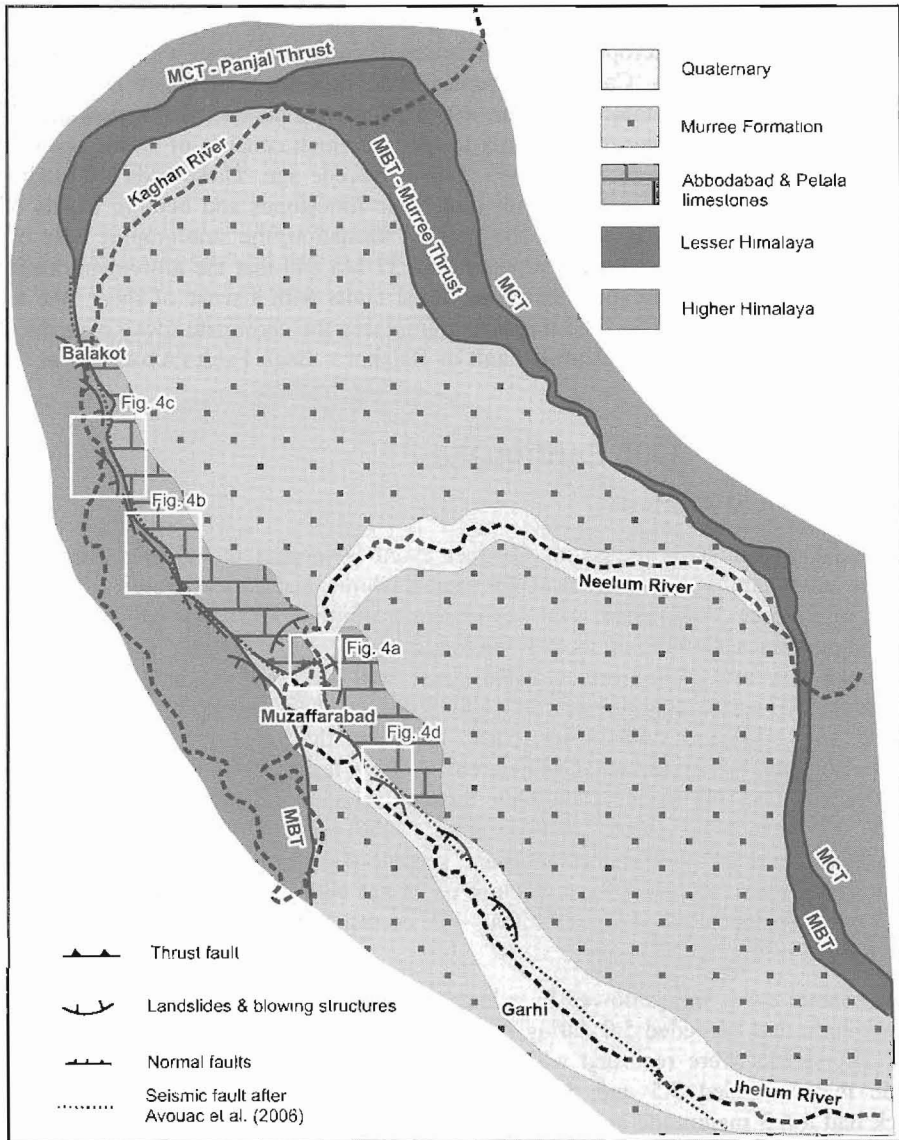 MCT - Panjal Thrust
Quaternary
Murree Formation
Kaghan River
MBT - Murree Thrust
Abbodabad & Petala
limestones
Lesser Himalaya
MCT
Higher Himalaya
Balakot
Fig. 4c
Fig. 4b
Neelum River
Fig. 4a
Muzaffarabad
Fig. 4d
MBT
MCT
MBT
Thrust fault
Landslides & blowing structures
Garhi
Normal faults
Seismic fault after
Avouac et al. (2006)
Jhelum River